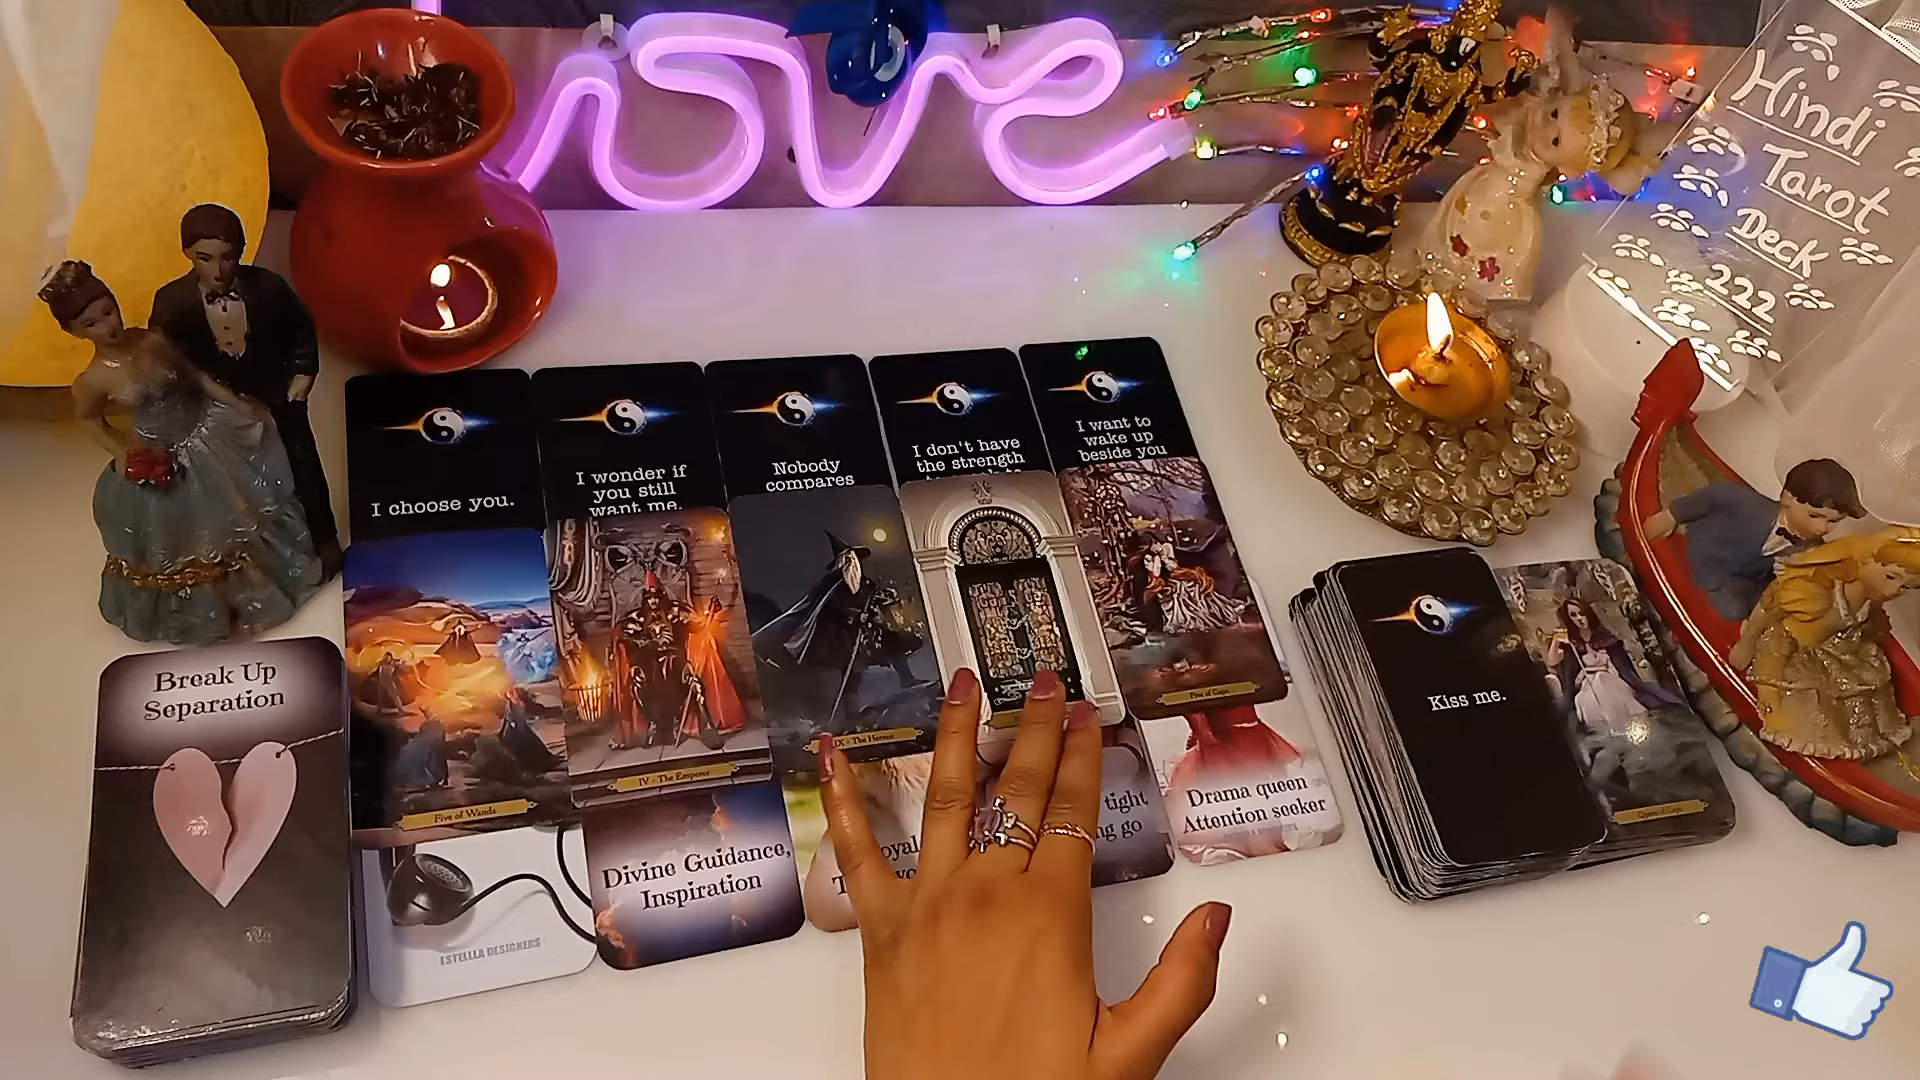 love
Hindi
Tarot
Deck
222
I choose you.
I wonder if
you still
want me.
Nobody
compares
I don't have
the strength
I want to
wake up
beside you
Five of Wands
IV - The Emperor
IX - The Hermit
Five of Cups
Break Up
Separation
ESTELLA DESIGNERS
Divine Guidance,
Inspiration
oyal
tight
ng go
Drama queen
Attention seeker
Kiss me.
Queen of Cups